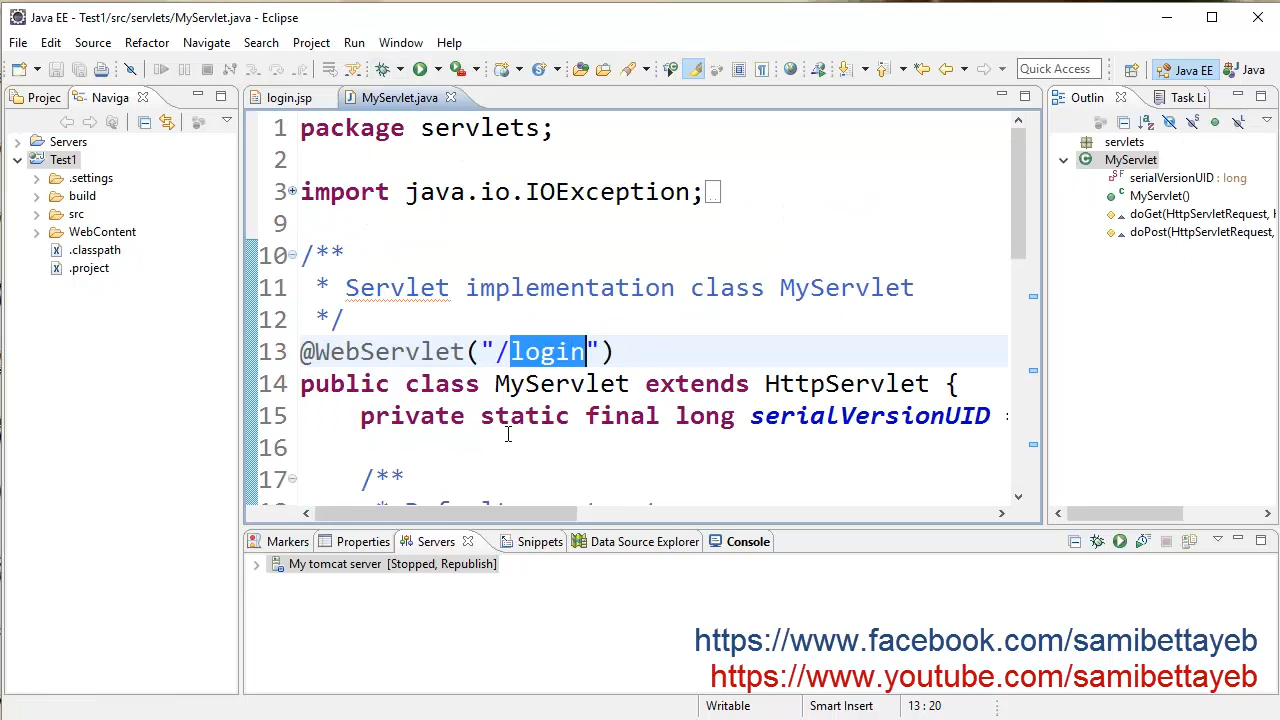 Java EE - Test1/src/servlets/MyServlet.java - Eclipse
File Edit Source Refactor Navigate Search Project Run Window Help
Quick Access Java EE Java
Projec Naviga
login.jsp MyServlet.java
Outlin Task Li
Servers
Test1
.settings
build
src
WebContent
.classpath
.project
1 package servlets;
2
3 import java.io.IOException;
9
10 /**
11 * Servlet implementation class MyServlet
12 */
13 @WebServlet("/login")
14 public class MyServlet extends HttpServlet {
15 private static final long serialVersionUID
16
17 /**
servlets
MyServlet
serialVersionUID : long
MyServlet()
doGet(HttpServletRequest,
doPost(HttpServletRequest,
Markers Properties Servers Snippets Data Source Explorer Console
My tomcat server [Stopped, Republish]
https://www.facebook.com/samibettayeb
https://www.youtube.com/samibettayeb
Writable Smart Insert 13 : 20